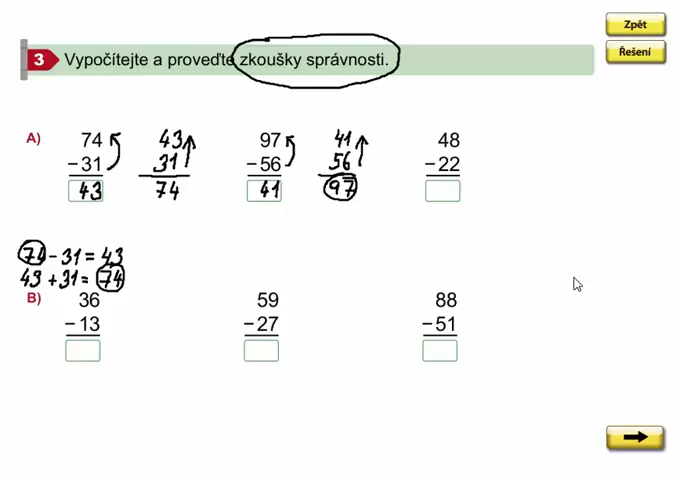 Zpět
Řešení
3 Vypočítejte a proveďte zkoušky správnosti.
A) 74 43 97 41 48
−31 31 −56 56 −22
43 74 41 97
74 − 31 = 43
43 + 31 = 74
B) 36 59 88
−13 −27 −51